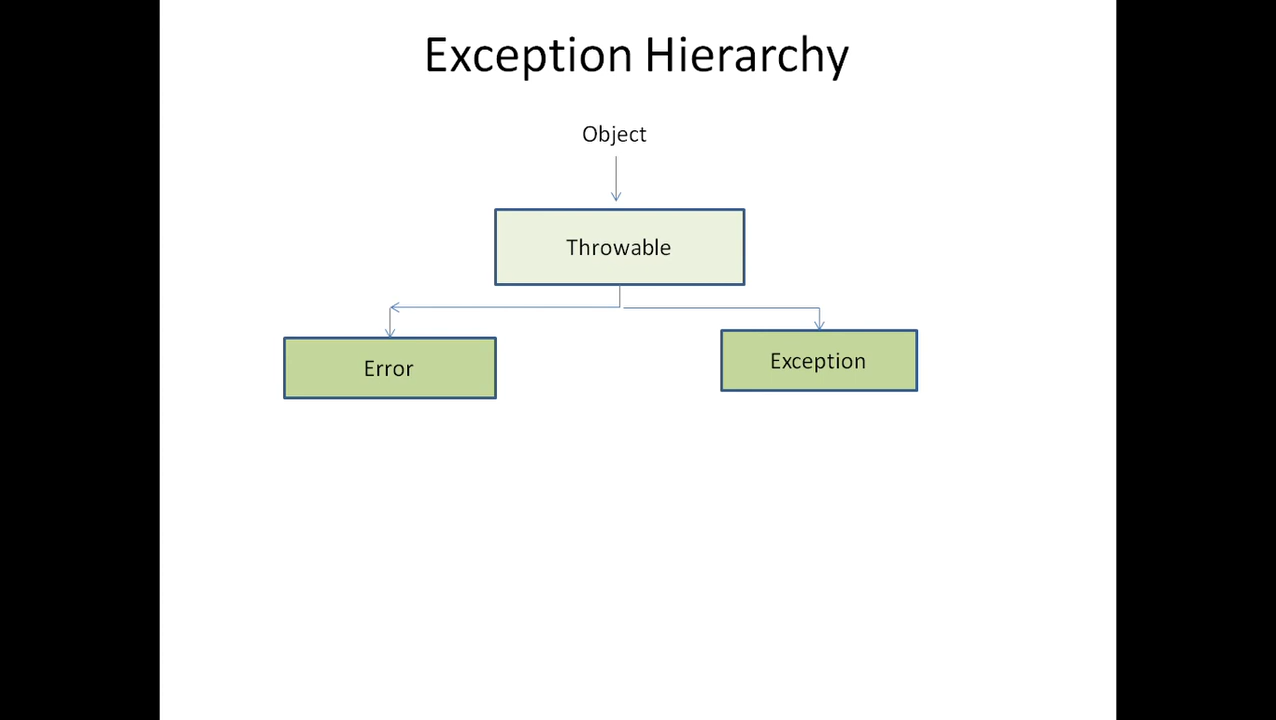 Exception Hierarchy
Object
Throwable
Error
Exception